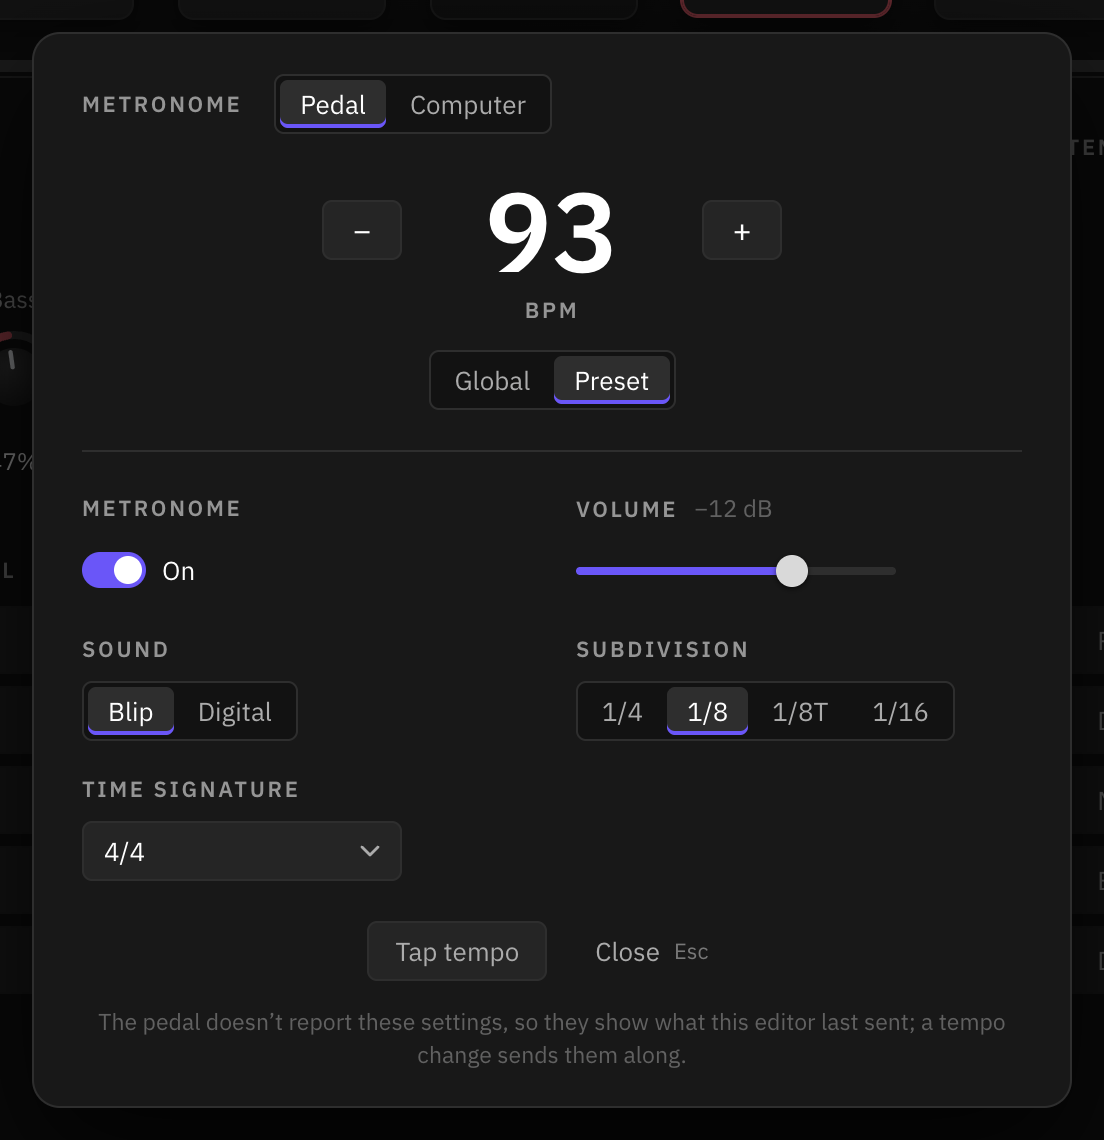 METRONOME Pedal Computer
− 93 +
BPM
Global Preset
METRONOME
On
VOLUME −12 dB
SOUND
Blip Digital
SUBDIVISION
1/4 1/8 1/8T 1/16
TIME SIGNATURE
4/4
Tap tempo Close Esc
The pedal doesn’t report these settings, so they show what this editor last sent; a tempo
change sends them along.